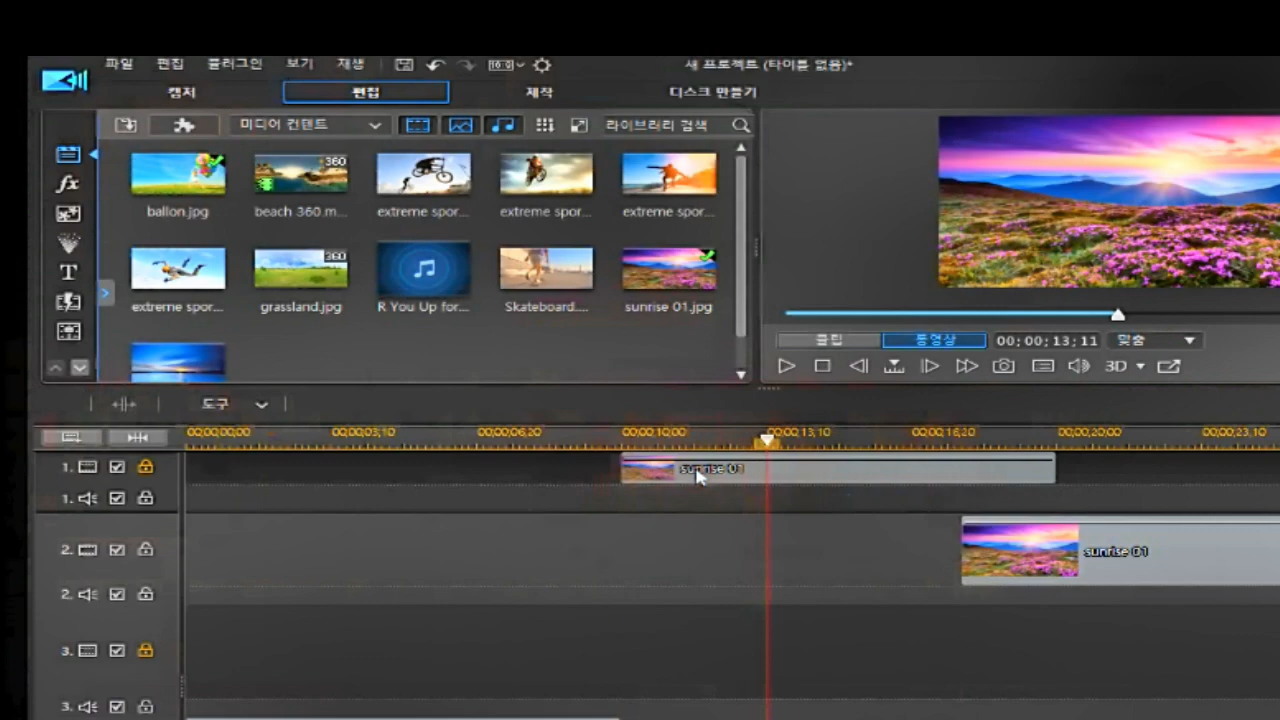 파일 편집 플러그인 보기 재생 16:9 새 프로젝트 (타이틀 없음)*
캡처 편집 제작 디스크 만들기
미디어 컨텐트 라이브러리 검색
360
ballon.jpg beach 360 m... extreme spor... extreme spor... extreme spor...
360
extreme spor... grassland.jpg R You Up for... Skateboard.... sunrise 01.jpg
fx
T
클립 동영상 00;00;13;11 맞춤
3D
도구
00;00;00;00 00;00;03;10 00;00;06;20 00;00;10;00 00;00;13;10 00;00;16;20 00;00;20;00 00;00;23;10
1. sunrise 01
1.
2. sunrise 01
2.
3.
3.